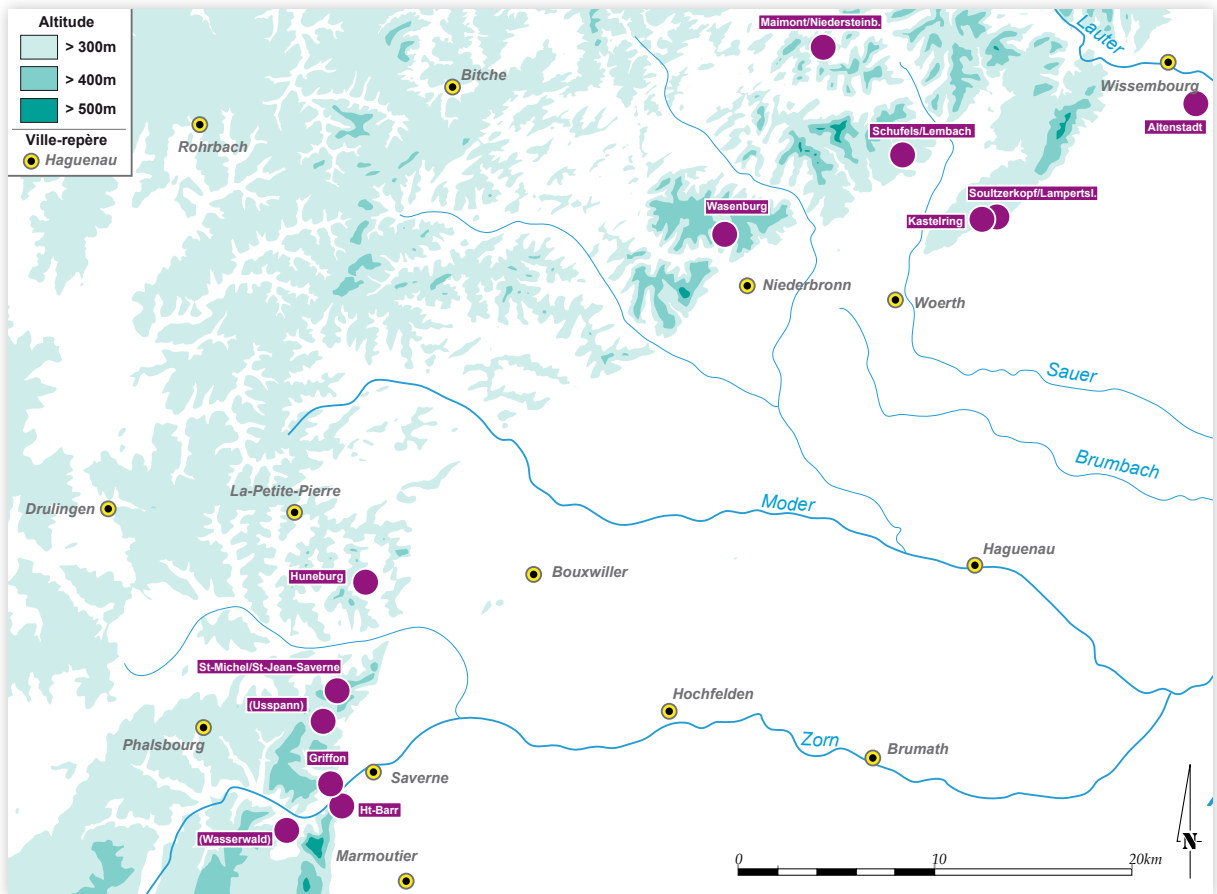 Altitude
> 300m
> 400m
> 500m
Ville-repère
Haguenau
Maimont/Niedersteinb.
Lauter
Bitche
Wissembourg
Altenstadt
Rohrbach
Schufels/Lembach
Soultzerkopf/Lampertsl.
Wasenburg
Kastelring
Niederbronn
Woerth
Sauer
Brumbach
La-Petite-Pierre
Moder
Drulingen
Haguenau
Huneburg
Bouxwiller
St-Michel/St-Jean-Saverne
Hochfelden
(Usspann)
Phalsbourg
Zorn
Brumath
Griffon
Saverne
Ht-Barr
(Wasserwald)
Marmoutier
N
0 10 20km